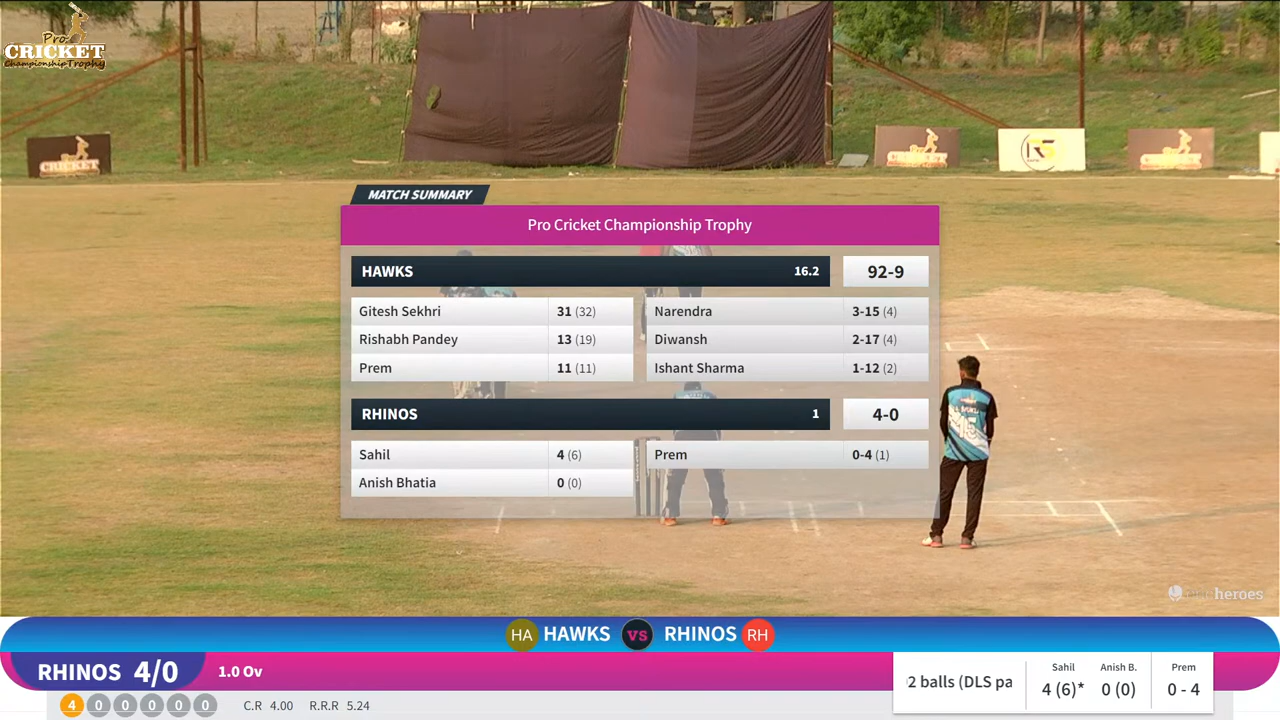 Pro
CRICKET
Championship Trophy
CRICKET
CRICKET
CRICKET
MATCH SUMMARY
Pro Cricket Championship Trophy
HAWKS 16.2 92-9
Gitesh Sekhri 31 (32) Narendra 3-15 (4)
Rishabh Pandey 13 (19) Diwansh 2-17 (4)
Prem 11 (11) Ishant Sharma 1-12 (2)
RHINOS 1 4-0
Sahil 4 (6) Prem 0-4 (1)
Anish Bhatia 0 (0)
heroes
HA HAWKS VS RHINOS RH
RHINOS 4/0 1.0 Ov
2 balls (DLS pa
Sahil Anish B. Prem
4 (6)* 0 (0) 0 - 4
4 0 0 0 0 0 C.R 4.00 R.R.R 5.24